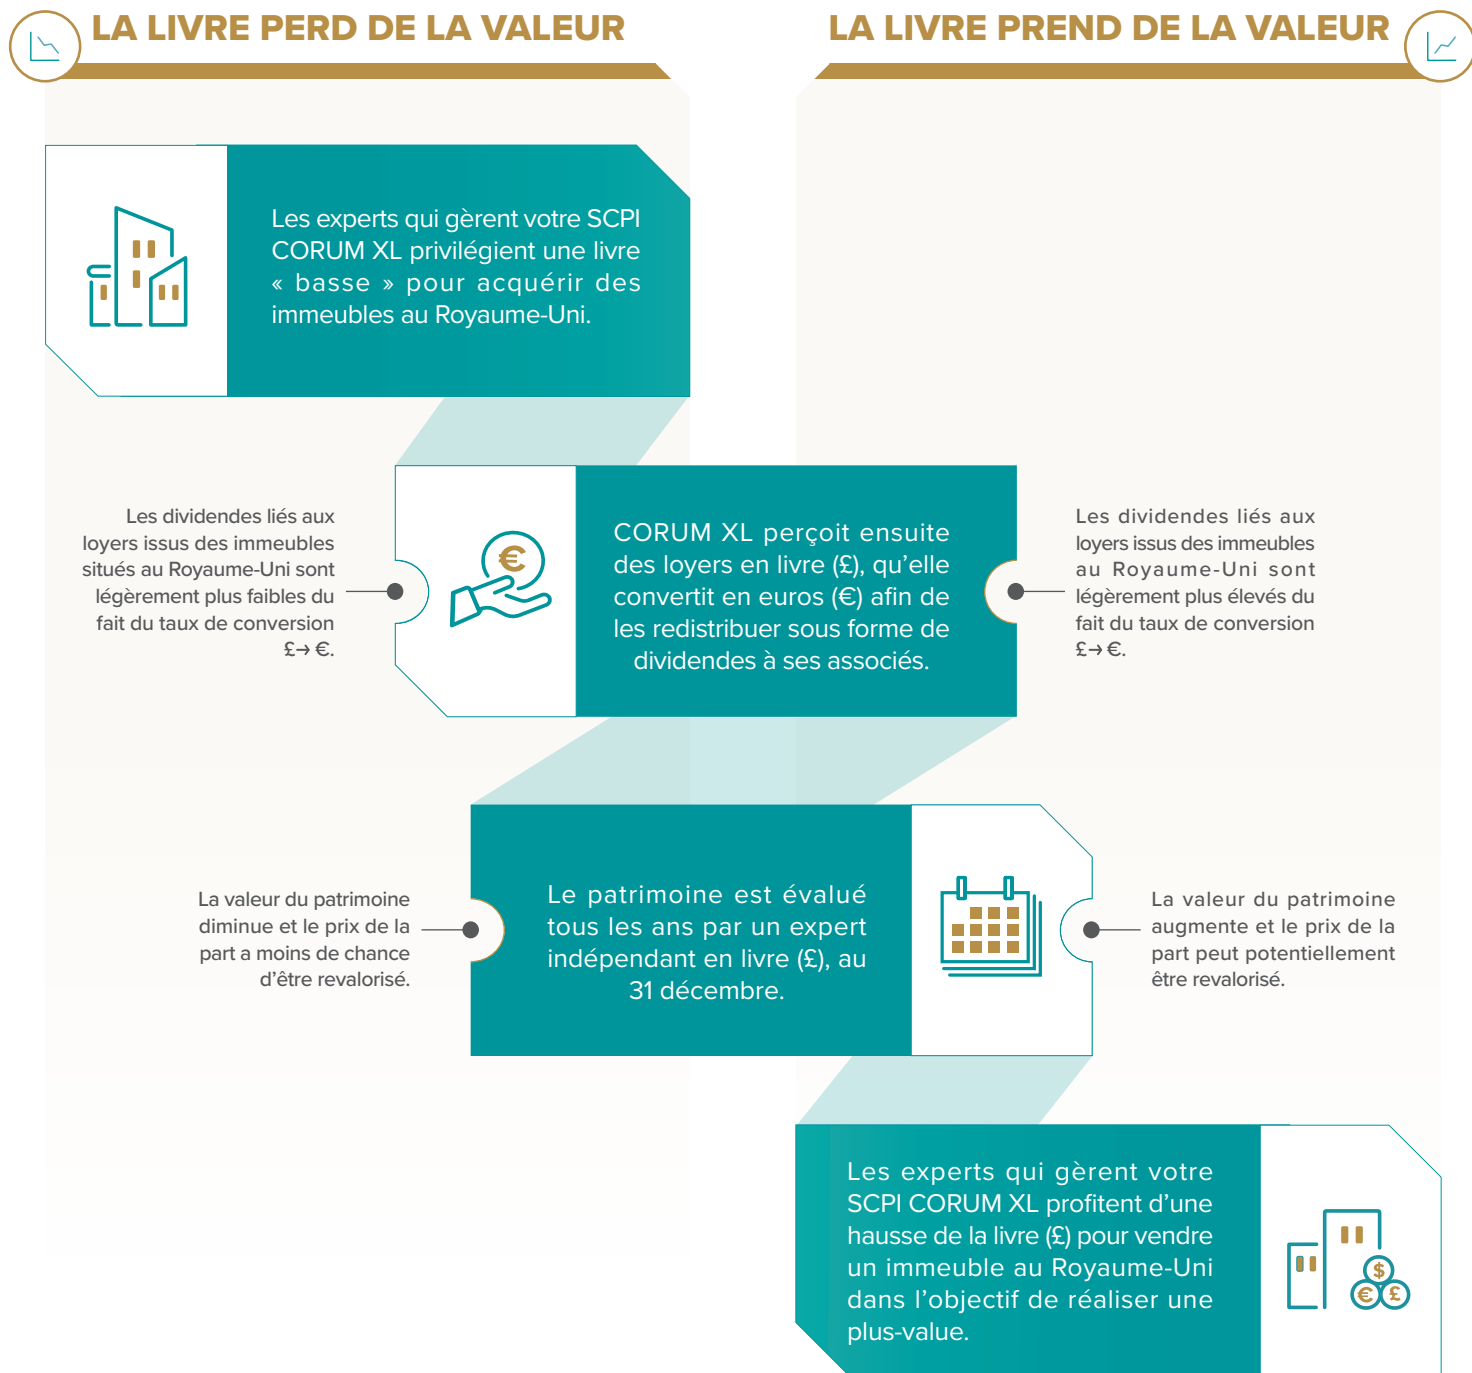 LA LIVRE PERD DE LA VALEUR
LA LIVRE PREND DE LA VALEUR
Les experts qui gèrent votre SCPI
CORUM XL privilégient une livre
« basse » pour acquérir des
immeubles au Royaume-Uni.
Les dividendes liés aux
loyers issus des immeubles
situés au Royaume-Uni sont
légèrement plus faibles du
fait du taux de conversion
£→ €.
€
CORUM XL perçoit ensuite
des loyers en livre (£), qu’elle
convertit en euros (€) afin de
les redistribuer sous forme de
dividendes à ses associés.
Les dividendes liés aux
loyers issus des immeubles
au Royaume-Uni sont
légèrement plus élevés du
fait du taux de conversion
£→ €.
La valeur du patrimoine
diminue et le prix de la
part a moins de chance
d’être revalorisé.
Le patrimoine est évalué
tous les ans par un expert
indépendant en livre (£), au
31 décembre.
La valeur du patrimoine
augmente et le prix de la
part peut potentiellement
être revalorisé.
Les experts qui gèrent votre
SCPI CORUM XL profitent d’une
hausse de la livre (£) pour vendre
un immeuble au Royaume-Uni
dans l’objectif de réaliser une
plus-value.
$
€ £